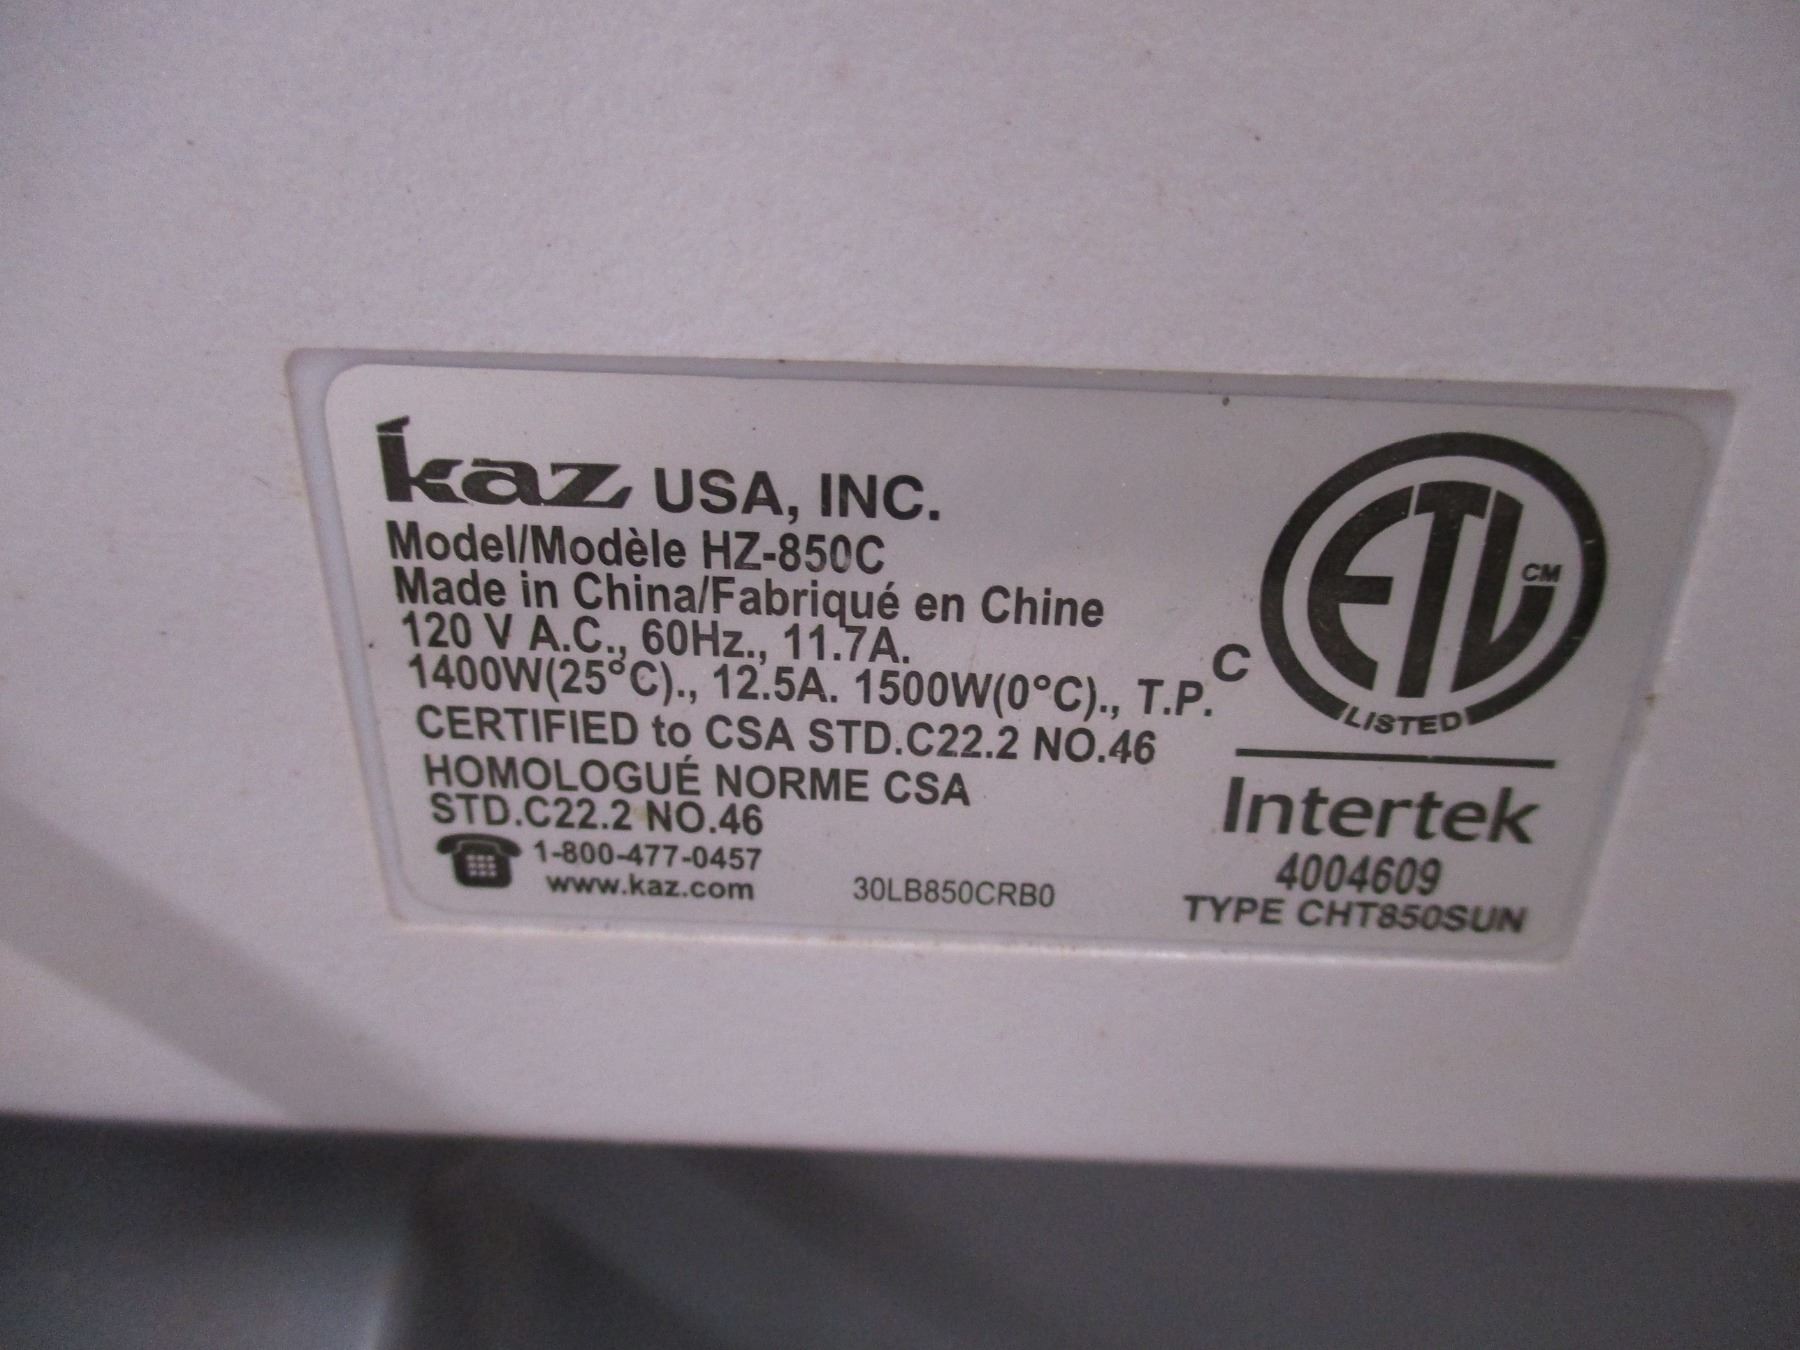 kaz USA, INC.
Model/Modèle HZ-850C
Made in China/Fabriqué en Chine
120 V A.C., 60Hz., 11.7A.
1400W(25°C)., 12.5A. 1500W(0°C)., T.P.
CERTIFIED to CSA STD.C22.2 NO.46
HOMOLOGUÉ NORME CSA
STD.C22.2 NO.46
1-800-477-0457
www.kaz.com
30LB850CRB0
C
ETL CM
LISTED
Intertek
4004609
TYPE CHT850SUN